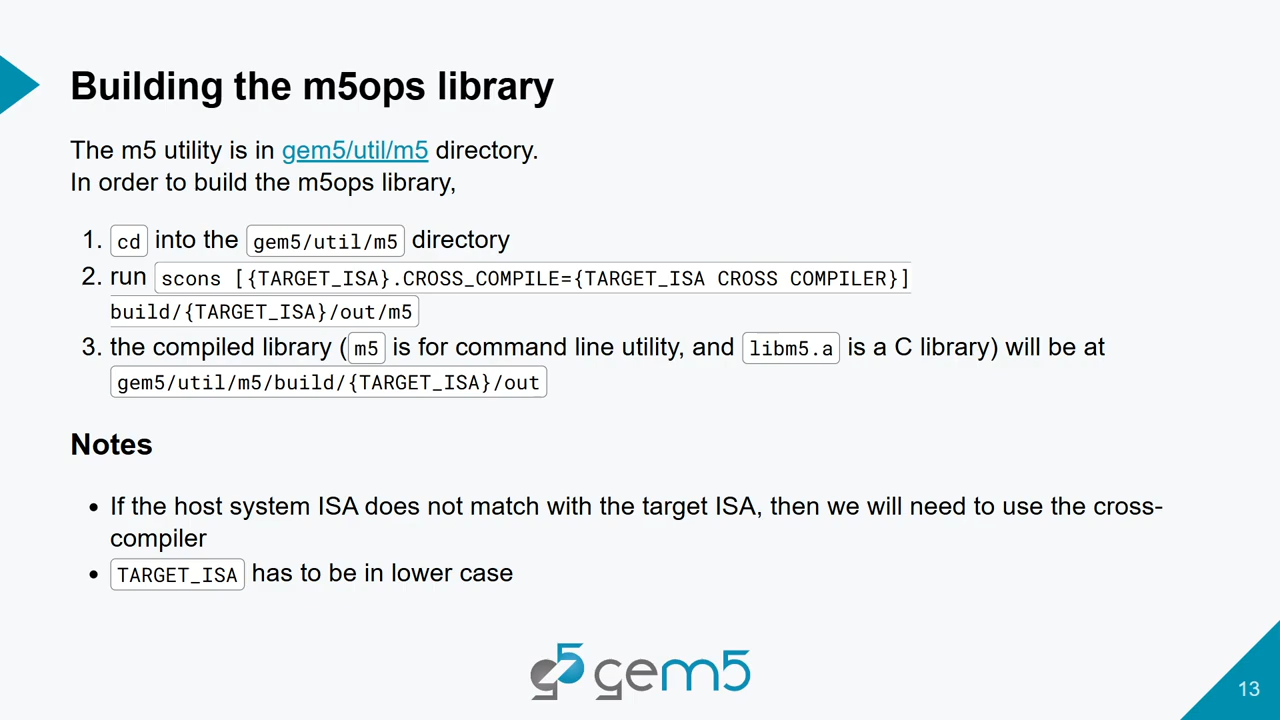 Building the m5ops library
The m5 utility is in gem5/util/m5 directory.
In order to build the m5ops library,
1. cd into the gem5/util/m5 directory
2. run scons [{TARGET_ISA}.CROSS_COMPILE={TARGET_ISA CROSS COMPILER}]
build/{TARGET_ISA}/out/m5
3. the compiled library (m5 is for command line utility, and libm5.a is a C library) will be at
gem5/util/m5/build/{TARGET_ISA}/out
Notes
• If the host system ISA does not match with the target ISA, then we will need to use the cross-
compiler
• TARGET_ISA has to be in lower case
g5 gem5
13